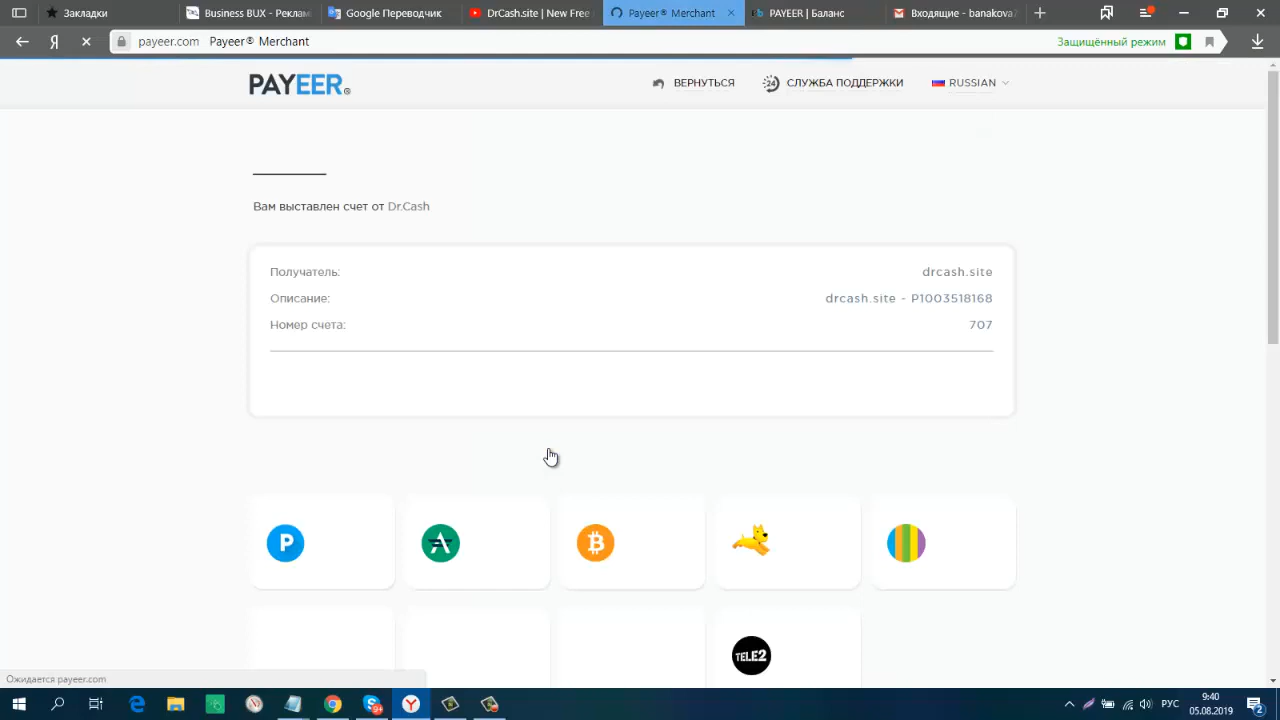 Закладки
Business BUX - Реклам
Google Переводчик
DrCash.site | New Free
Payeer® Merchant
PAYEER | Баланс
Входящие - banakova
payeer.com Payeer® Merchant
Защищённый режим
PAYEER®
ВЕРНУТЬСЯ
24
СЛУЖБА ПОДДЕРЖКИ
RUSSIAN
Вам выставлен счет от Dr.Cash
Получатель: drcash.site
Описание: drcash.site - P1003518168
Номер счета: 707
TELE2
Ожидается payeer.com
РУС
9:40
05.08.2019